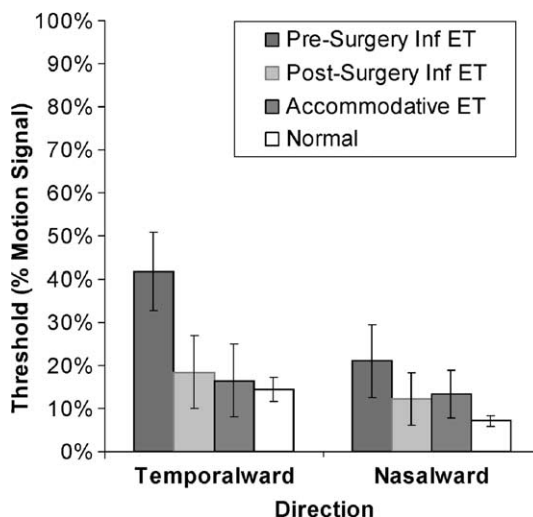 100%
90%
80%
70%
60%
50%
40%
30%
20%
10%
0%
Threshold (% Motion Signal)
Pre-Surgery Inf ET
Post-Surgery Inf ET
Accommodative ET
Normal
Temporalward Nasalward
Direction